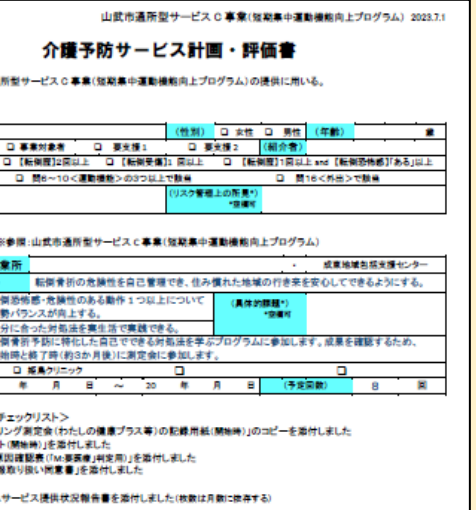 山武市通所型サービスC事業(短期集中運動機能向上プログラム) 2023.7.1
介護予防サービス計画・評価書
所型サービスC事業(短期集中運動機能向上プログラム)の提供に用いる。
(性別) □ 女性 □ 男性 (年齢) 歳
□ 事業対象者 □ 要支援1 □ 要支援2 (紹介者)
□ 【転倒歴】2回以上 □ 【転倒受傷】1回以上 □ 【転倒歴】1回以上 and 【転倒恐怖感】「ある」以上
□ 問6~10<運動機能>の3つ以上で該当 □ 問16<外出>で該当
(リスク管理上の所見*)
*空欄可
※参照:山武市通所型サービスC事業(短期集中運動機能向上プログラム)
業所 - 成東地域包括支援センター
転倒骨折の危険性を自己管理でき、住み慣れた地域の行き来を安心してできるようにする。
倒恐怖感・危険性のある動作1つ以上について (具体的課題*)
勢バランスが向上する。 *空欄可
分に合った対処法を実生活で実践できる。
倒骨折予防に特化した自己でできる対処法を学ぶプログラムに参加します。成果を確認するため、
始時と終了時(約3か月後)に測定会に参加します。
□ 姫島クリニック □ □
年 月 日 ~ 20 年 月 日 (予定回数) 日 回
チェックリスト>
リング測定会(わたしの健康プラス等)の記録用紙(開始時)」のコピーを添付しました
ト(開始時)」を添付しました
因確認表(「M:要医療」判定用)」を添付しました
取り扱い同意書」を添付しました
サービス提供状況報告書を添付しました(枚数は月数に依存する)